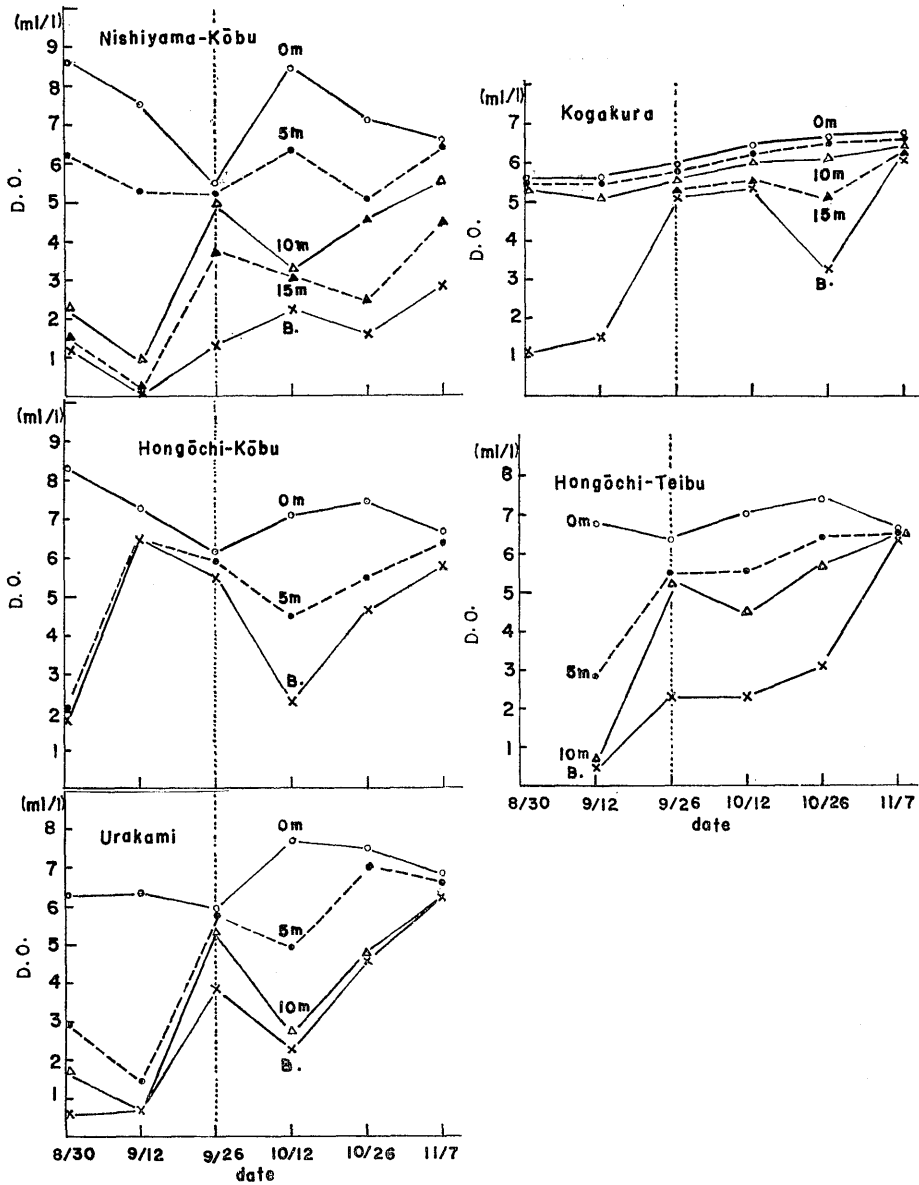 (ml/l)
Nishiyama-Kōbu
9
8
7
6
5
4
3
2
1
D.O.
0m
5m
10m
15m
B.
(ml/l)
Kogakura
7
6
5
4
3
2
1
D.O.
0m
10m
15m
B.
(ml/l)
Hongōchi-Kōbu
9
8
7
6
5
4
3
2
1
D.O.
0m
5m
B.
(ml/l)
Hongōchi-Teibu
8
7
6
5
4
3
2
1
D.O.
0m
5m
10m
B.
8/30 9/12 9/26 10/12 10/26 11/7
date
(ml/l)
Urakami
8
7
6
5
4
3
2
1
D.O.
0m
5m
10m
B.
8/30 9/12 9/26 10/12 10/26 11/7
date